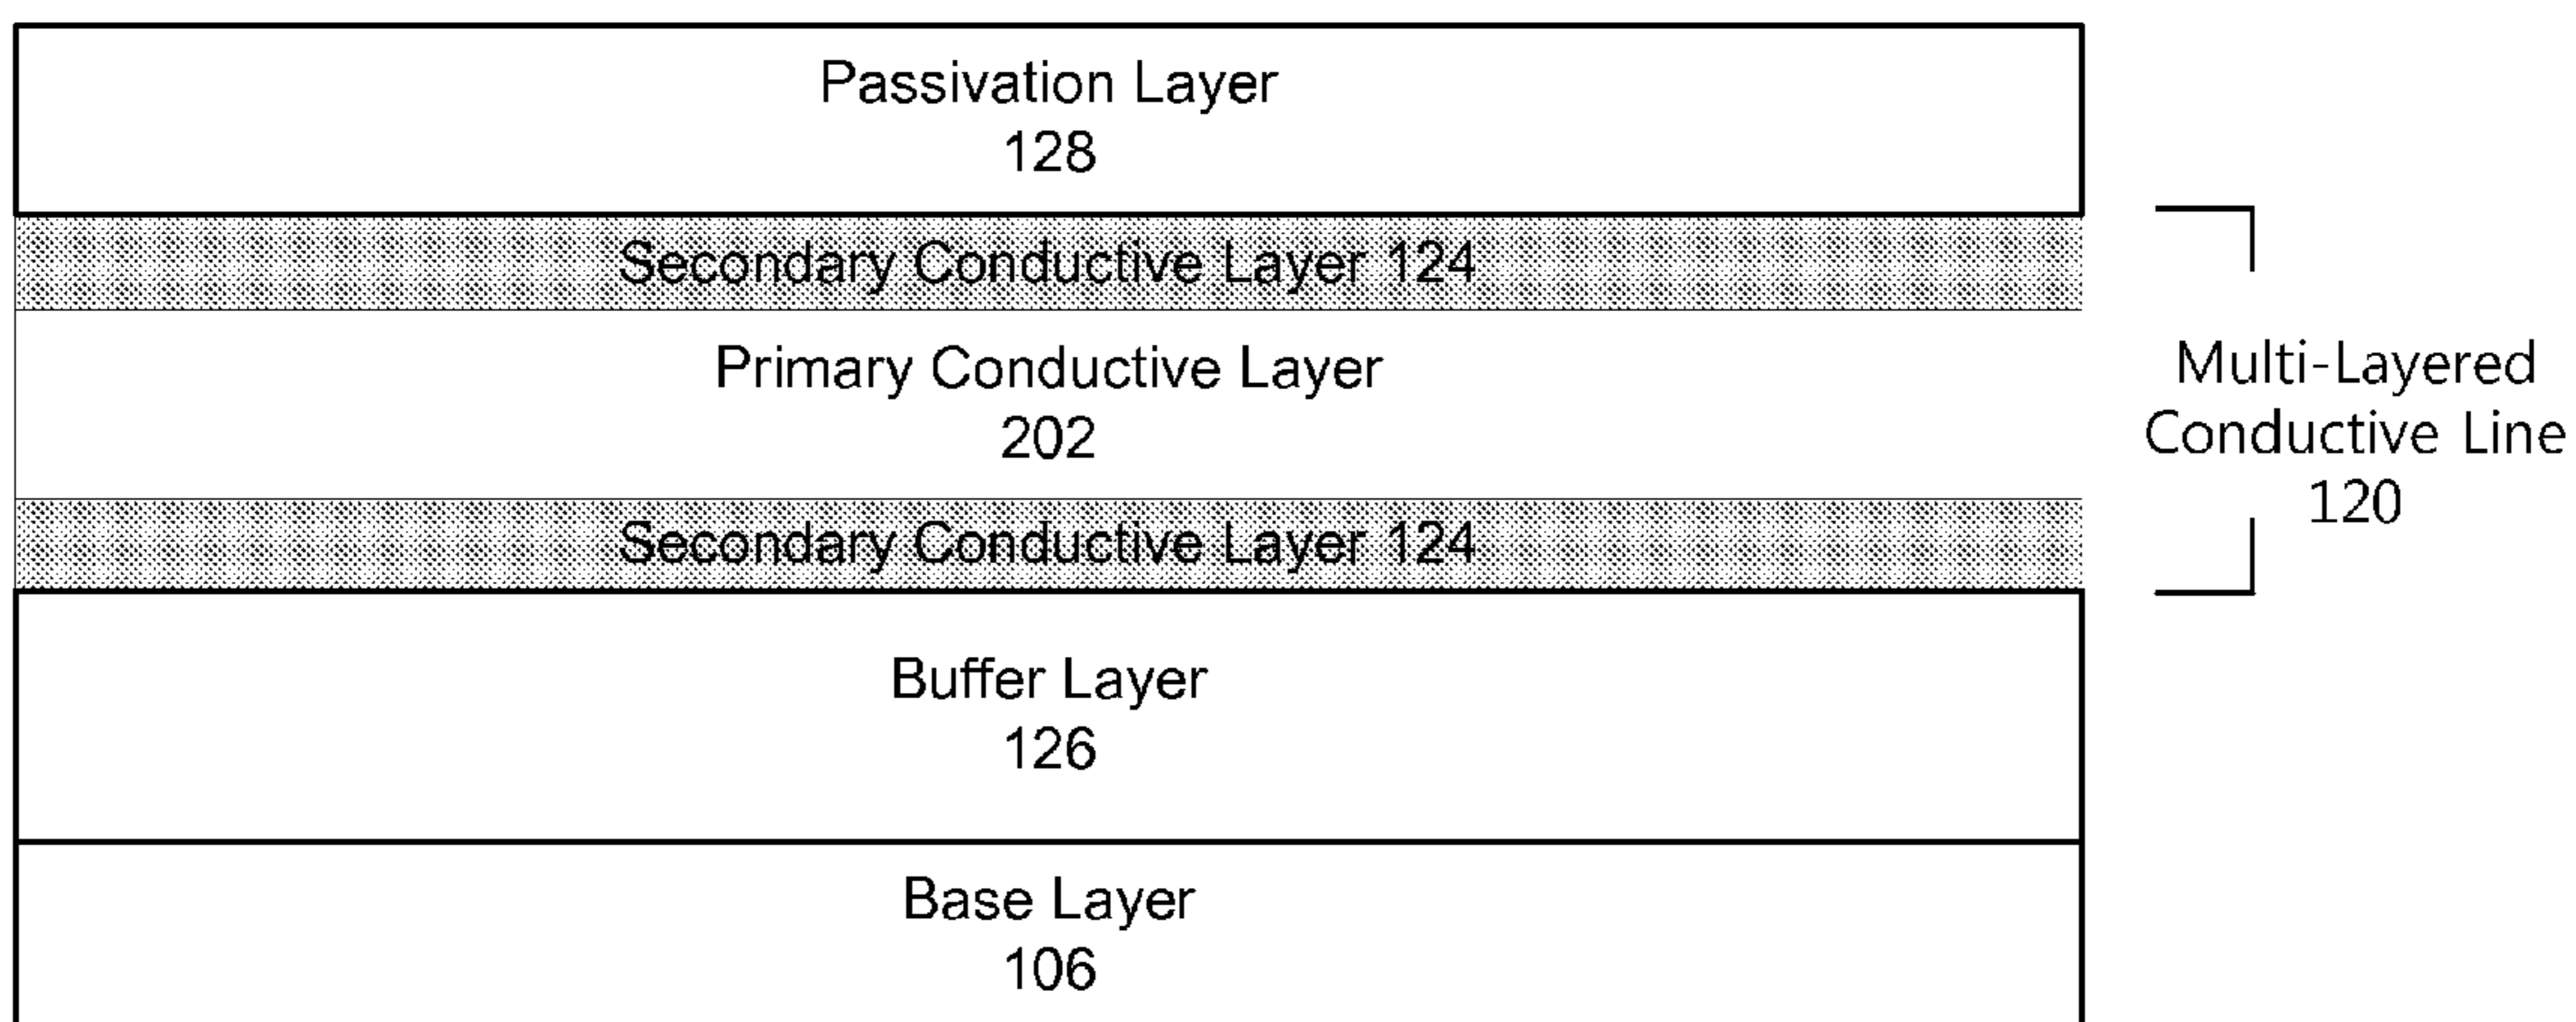 Passivation Layer
128
Secondary Conductive Layer 124
Primary Conductive Layer
202
Secondary Conductive Layer 124
Multi-Layered
Conductive Line
120
Buffer Layer
126
Base Layer
106